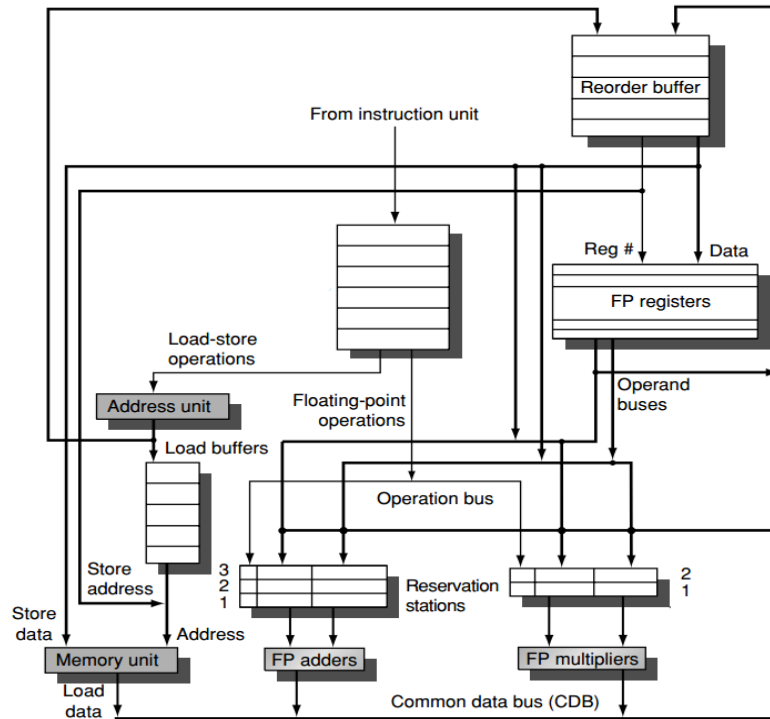 Reorder buffer
From instruction unit
Reg #
Data
FP registers
Load-store
operations
Operand
buses
Address unit
Floating-point
operations
Load buffers
Operation bus
3
2
1
Reservation
stations
2
1
Store
address
Store
data
Address
Memory unit
FP adders
FP multipliers
Load
data
Common data bus (CDB)